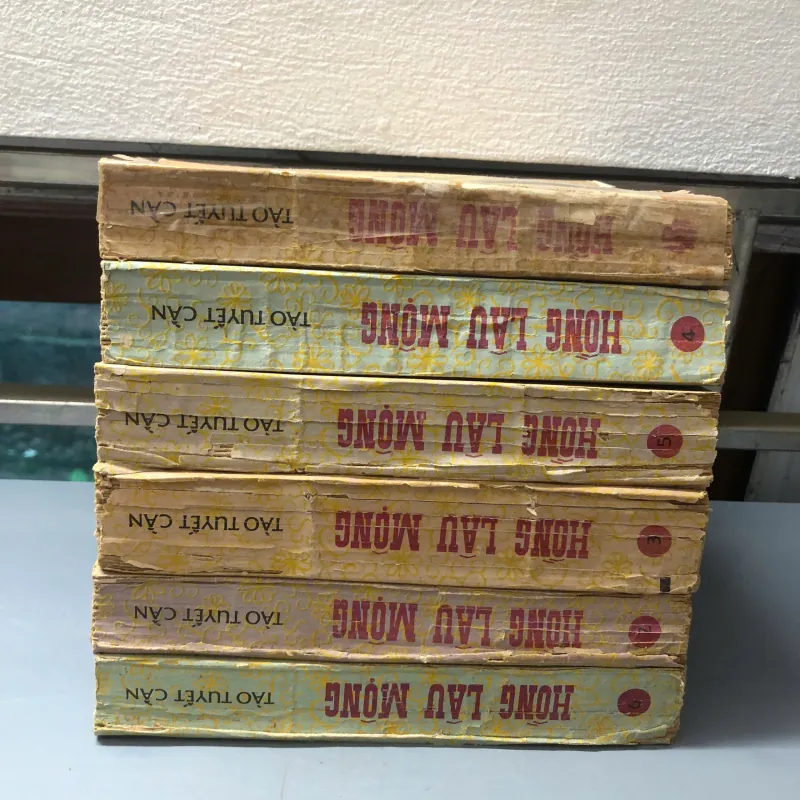 HỒNG LÂU MỘNG TÀO TUYẾT CẦN
4 HỒNG LÂU MỘNG TÀO TUYẾT CẦN
5 HỒNG LÂU MỘNG TÀO TUYẾT CẦN
3 HỒNG LÂU MỘNG TÀO TUYẾT CẦN
2 HỒNG LÂU MỘNG TÀO TUYẾT CẦN
6 HỒNG LÂU MỘNG TÀO TUYẾT CẦN